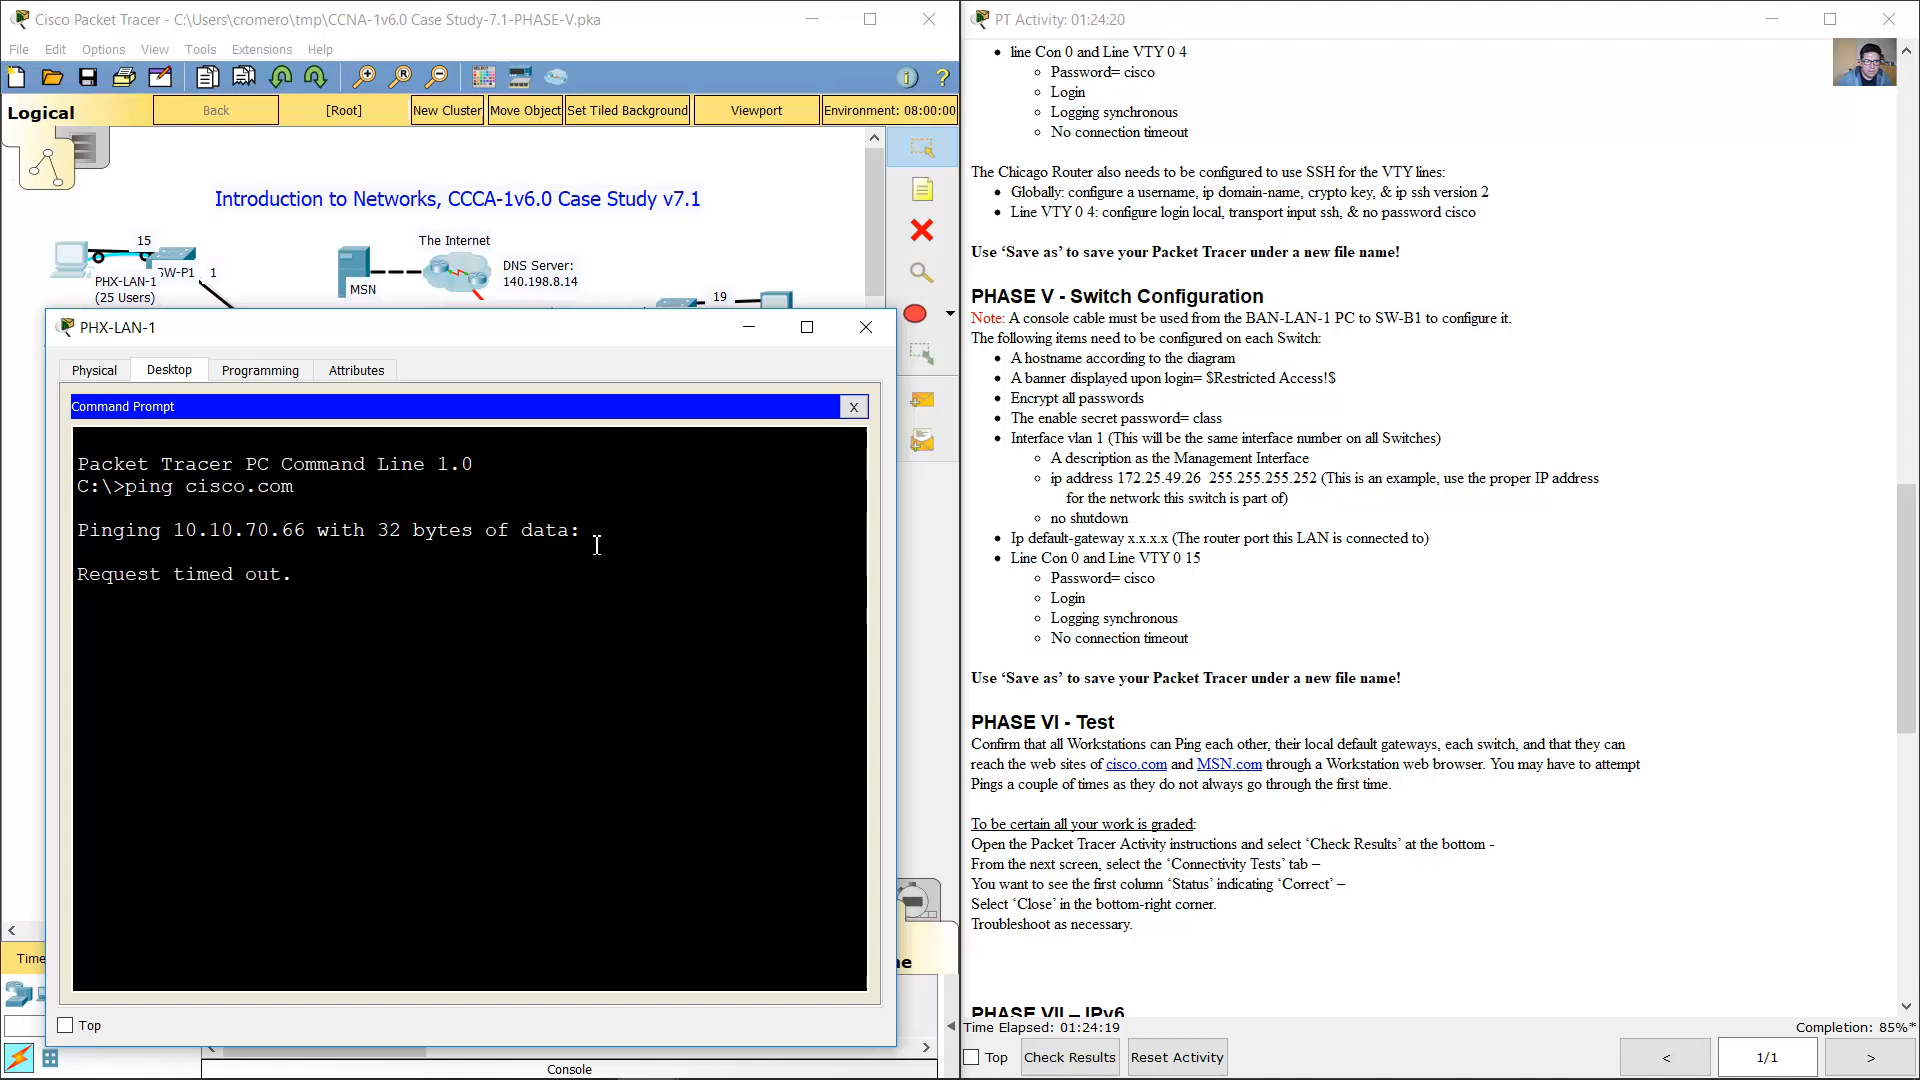 Cisco Packet Tracer - C:\Users\cromero\tmp\CCNA-1v6.0 Case Study-7.1-PHASE-V.pka
File Edit Options View Tools Extensions Help
Logical
Back
[Root]
New Cluster
Move Object
Set Tiled Background
Viewport
Environment: 08:00:00
Introduction to Networks, CCCA-1v6.0 Case Study v7.1
15
SW-P1
1
PHX-LAN-1
(25 Users)
The Internet
MSN
DNS Server:
140.198.8.14
19
PHX-LAN-1
Physical
Desktop
Programming
Attributes
Command Prompt
X
Packet Tracer PC Command Line 1.0
C:\>ping cisco.com
Pinging 10.10.70.66 with 32 bytes of data:
Request timed out.
Top
Time
ne
Console
PT Activity: 01:24:20
• line Con 0 and Line VTY 0 4
○ Password= cisco
○ Login
○ Logging synchronous
○ No connection timeout
The Chicago Router also needs to be configured to use SSH for the VTY lines:
• Globally: configure a username, ip domain-name, crypto key, & ip ssh version 2
• Line VTY 0 4: configure login local, transport input ssh, & no password cisco
Use ‘Save as’ to save your Packet Tracer under a new file name!
PHASE V - Switch Configuration
Note: A console cable must be used from the BAN-LAN-1 PC to SW-B1 to configure it.
The following items need to be configured on each Switch:
• A hostname according to the diagram
• A banner displayed upon login= $Restricted Access!$
• Encrypt all passwords
• The enable secret password= class
• Interface vlan 1 (This will be the same interface number on all Switches)
○ A description as the Management Interface
○ ip address 172.25.49.26 255.255.255.252 (This is an example, use the proper IP address
for the network this switch is part of)
○ no shutdown
• Ip default-gateway x.x.x.x (The router port this LAN is connected to)
• Line Con 0 and Line VTY 0 15
○ Password= cisco
○ Login
○ Logging synchronous
○ No connection timeout
Use ‘Save as’ to save your Packet Tracer under a new file name!
PHASE VI - Test
Confirm that all Workstations can Ping each other, their local default gateways, each switch, and that they can
reach the web sites of cisco.com and MSN.com through a Workstation web browser. You may have to attempt
Pings a couple of times as they do not always go through the first time.
To be certain all your work is graded:
Open the Packet Tracer Activity instructions and select ‘Check Results’ at the bottom -
From the next screen, select the ‘Connectivity Tests’ tab –
You want to see the first column ‘Status’ indicating ‘Correct’ –
Select ‘Close’ in the bottom-right corner.
Troubleshoot as necessary.
PHASE VII – IPv6
Time Elapsed: 01:24:19
Completion: 85%*
Top
Check Results
Reset Activity
<
1/1
>